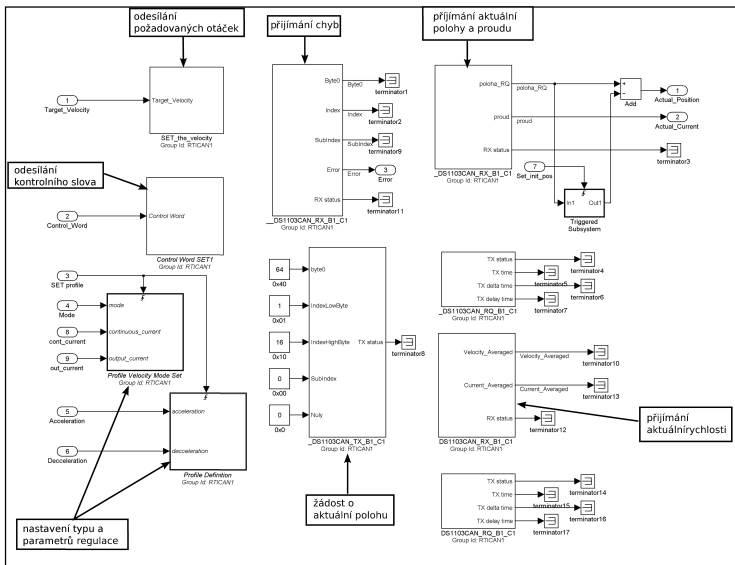 odesílání
požadovaných otáček
přijímání chyb
příjímání aktuální
polohy a proudu
1
Target_Velocity
Target_Velocity
SET_the_velocity
Group Id: RTICAN1
odesílání
kontrolního slova
2
Control_Word
Control Word
Control Word SET1
Group Id: RTICAN1
3
SET profile
4
Mode
mode
8
cont_current
continuous_current
9
out_current
output_current
Profile Velocity Mode Set
Group Id: RTICAN1
5
Acceleration
acceleration
6
Decceleration
decceleration
Profile Definition
Group Id: RTICAN1
nastavení typu a
parametrů regulace
Byte0
Byte0
terminator1
Index
Index
terminator2
SubIndex
SubIndex
terminator9
Error
Error
3
Error
RX status
terminator11
__DS1103CAN_RX_B1_C1
Group Id: RTICAN1
64
0x40
byte0
1
0x01
IndexLowByte
16
0x10
IndexHighByte
0
0x00
SubIndex
0
0x0
Nuly
TX status
terminator8
_DS1103CAN_TX_B1_C1
Group Id: RTICAN1
žádost o
aktuální polohu
poloha_RQ
poloha_RQ
Add
1
Actual_Position
proud
proud
2
Actual_Current
RX status
terminator3
_DS1103CAN_RX_B1_C1
Group Id: RTICAN1
7
Set_init_pos
In1
Out1
Triggered
Subsystem
TX status
terminator4
TX time
terminator5
TX delta time
terminator6
TX delay time
terminator7
_DS1103CAN_RQ_B1_C1
Group Id: RTICAN1
Velocity_Averaged
Velocity_Averaged
terminator10
Current_Averaged
Current_Averaged
terminator13
RX status
terminator12
DS1103CAN_RX_B1_C1
Group Id: RTICAN1
přijímání
aktuálnírychlosti
TX status
terminator14
TX time
terminator15
TX delta time
terminator16
TX delay time
terminator17
DS1103CAN_RQ_B1_C1
Group Id: RTICAN1